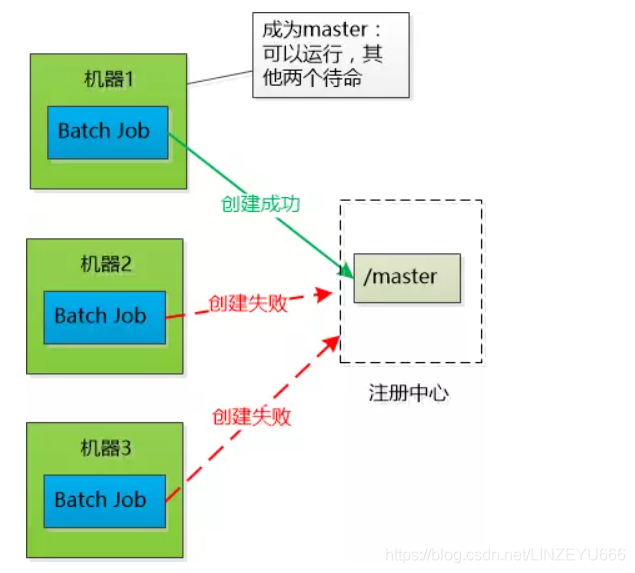 成为master：
可以运行，其
他两个待命
机器1
Batch Job
创建成功
机器2
Batch Job
创建失败
/master
注册中心
机器3
Batch Job
创建失败
https://blog.csdn.net/LINZEYU666